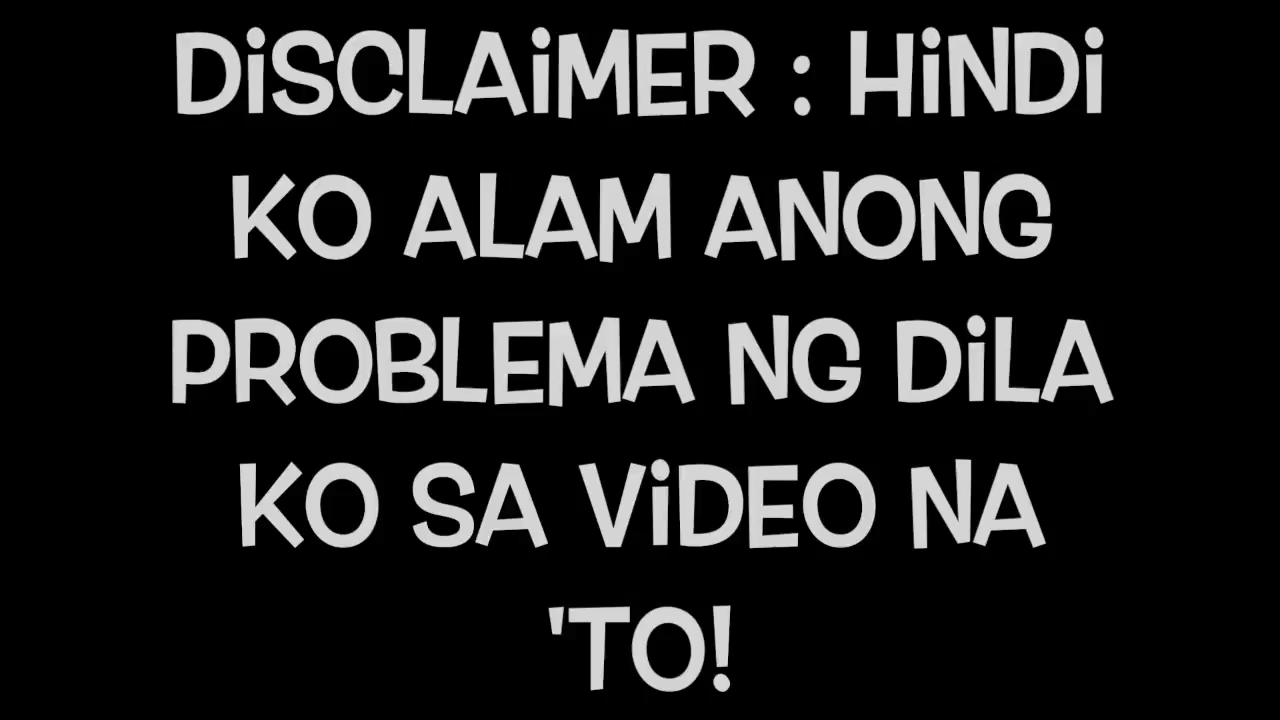 DiSCLAiMER : HiNDi
KO ALAM ANONG
PROBLEMA NG DiLA
KO SA ViDEO NA
'TO!